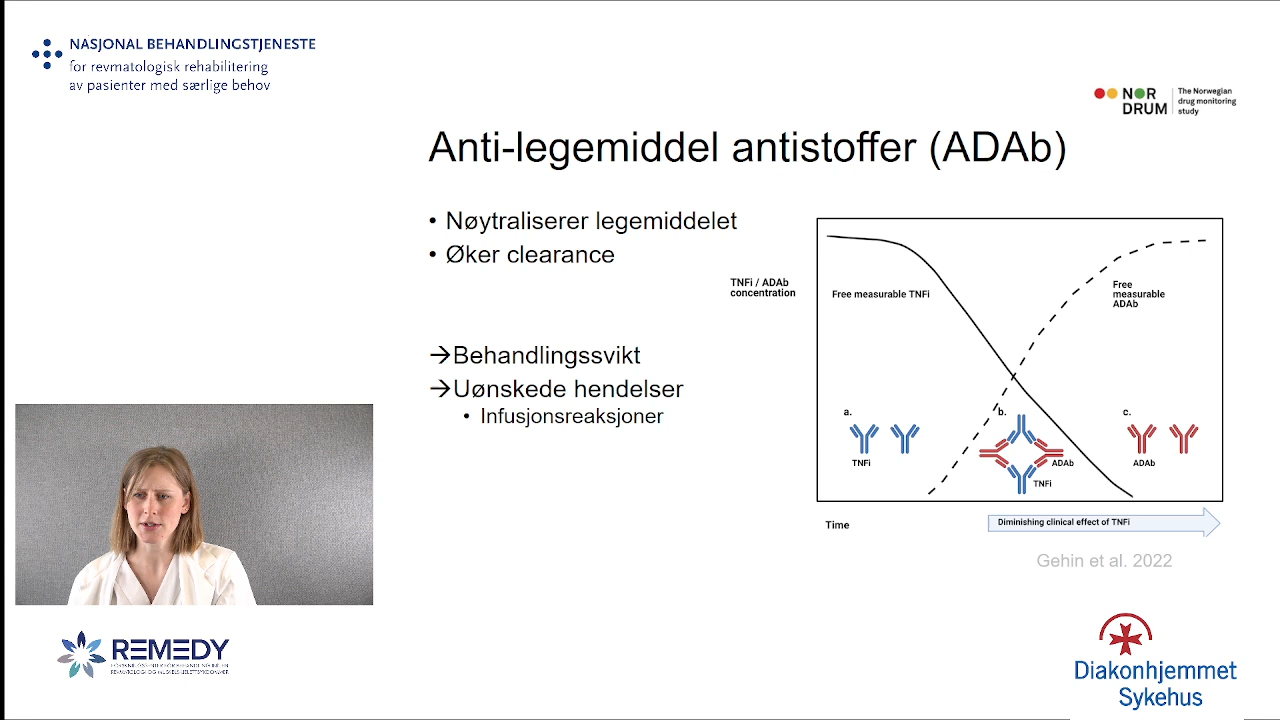 NASJONAL BEHANDLINGSTJENESTE
for revmatologisk rehabilitering
av pasienter med særlige behov
NOR DRUM
The Norwegian
drug monitoring
study
Anti-legemiddel antistoffer (ADAb)
• Nøytraliserer legemiddelet
• Øker clearance
→Behandlingssvikt
→Uønskede hendelser
• Infusjonsreaksjoner
TNFi / ADAb
concentration
Free measurable TNFi
Free
measurable
ADAb
a.
b.
c.
TNFi
ADAb
TNFi
ADAb
Time
Diminishing clinical effect of TNFi
Gehin et al. 2022
REMEDY
Diakonhjemmet
Sykehus